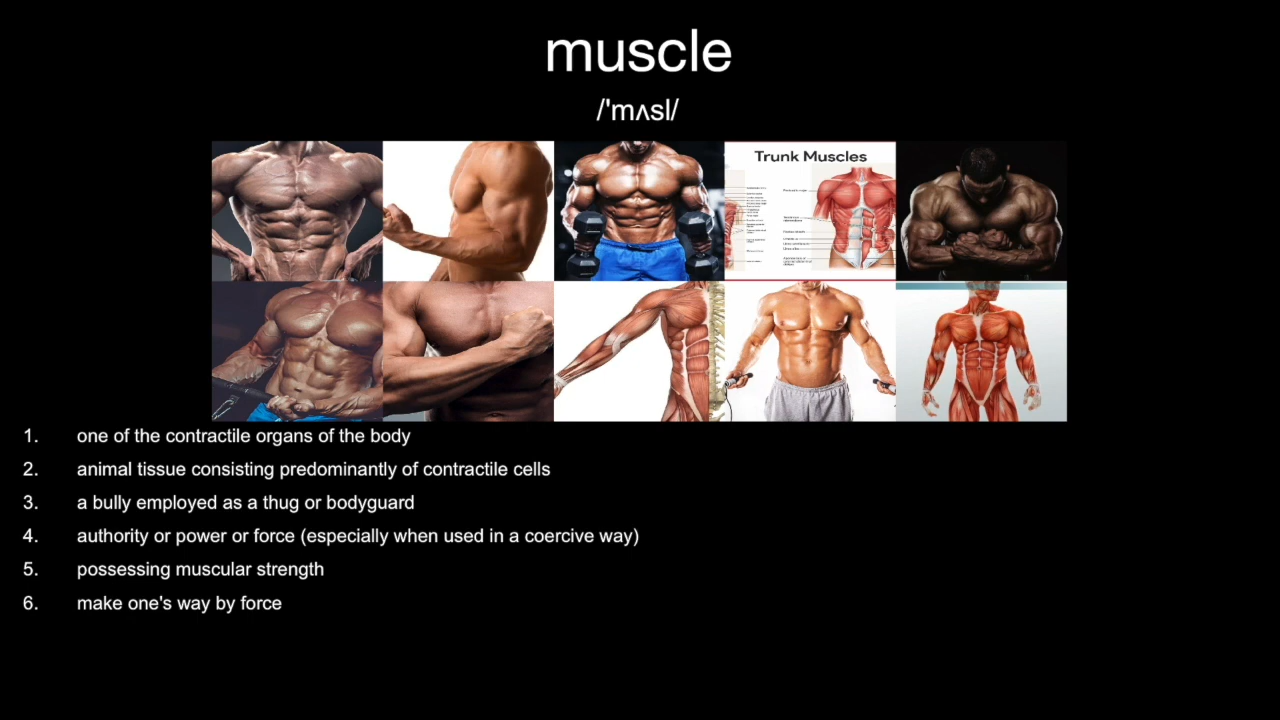 muscle
/'mʌsl/
Trunk Muscles
1. one of the contractile organs of the body
2. animal tissue consisting predominantly of contractile cells
3. a bully employed as a thug or bodyguard
4. authority or power or force (especially when used in a coercive way)
5. possessing muscular strength
6. make one's way by force